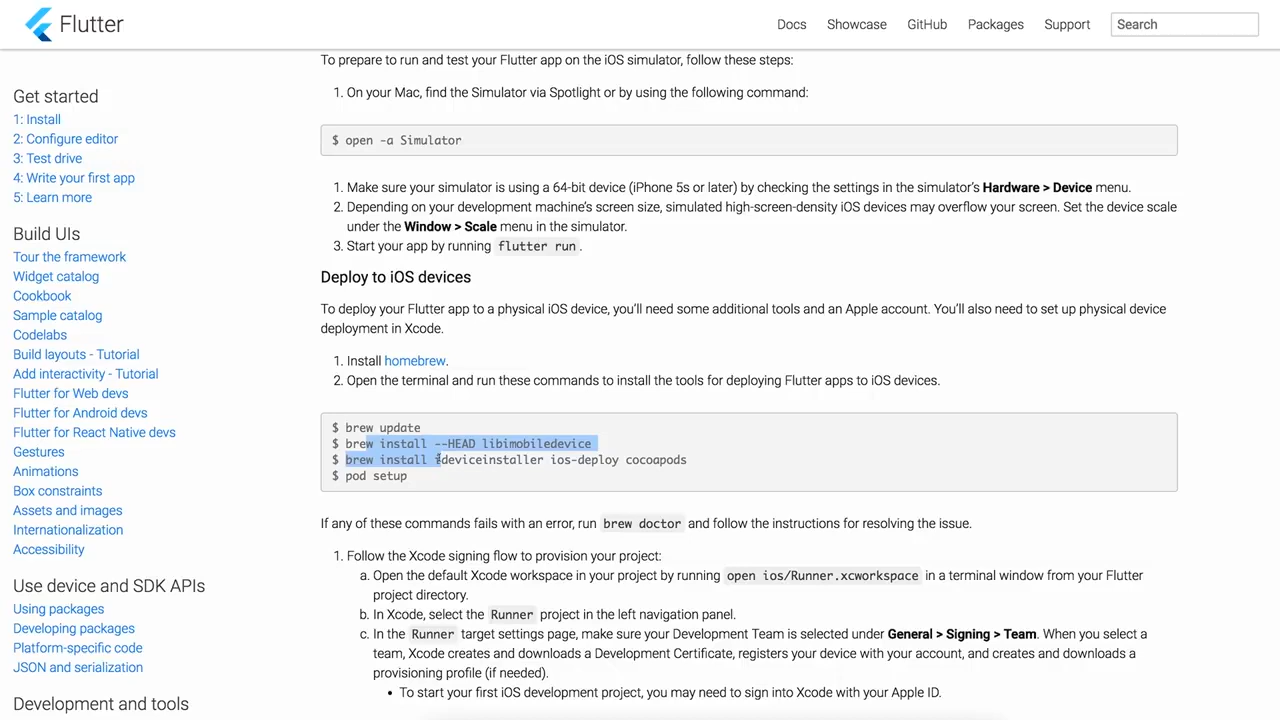 Flutter
Docs
Showcase
GitHub
Packages
Support
Search
Get started
1: Install
2: Configure editor
3: Test drive
4: Write your first app
5: Learn more
Build UIs
Tour the framework
Widget catalog
Cookbook
Sample catalog
Codelabs
Build layouts - Tutorial
Add interactivity - Tutorial
Flutter for Web devs
Flutter for Android devs
Flutter for React Native devs
Gestures
Animations
Box constraints
Assets and images
Internationalization
Accessibility
Use device and SDK APIs
Using packages
Developing packages
Platform-specific code
JSON and serialization
Development and tools
To prepare to run and test your Flutter app on the iOS simulator, follow these steps:
1. On your Mac, find the Simulator via Spotlight or by using the following command:
$ open -a Simulator
1. Make sure your simulator is using a 64-bit device (iPhone 5s or later) by checking the settings in the simulator's Hardware > Device menu.
2. Depending on your development machine's screen size, simulated high-screen-density iOS devices may overflow your screen. Set the device scale
under the Window > Scale menu in the simulator.
3. Start your app by running flutter run.
Deploy to iOS devices
To deploy your Flutter app to a physical iOS device, you'll need some additional tools and an Apple account. You'll also need to set up physical device
deployment in Xcode.
1. Install homebrew.
2. Open the terminal and run these commands to install the tools for deploying Flutter apps to iOS devices.
$ brew update
$ brew install --HEAD libimobiledevice
$ brew install ideviceinstaller ios-deploy cocoapods
$ pod setup
If any of these commands fails with an error, run brew doctor and follow the instructions for resolving the issue.
1. Follow the Xcode signing flow to provision your project:
a. Open the default Xcode workspace in your project by running open ios/Runner.xcworkspace in a terminal window from your Flutter
project directory.
b. In Xcode, select the Runner project in the left navigation panel.
c. In the Runner target settings page, make sure your Development Team is selected under General > Signing > Team. When you select a
team, Xcode creates and downloads a Development Certificate, registers your device with your account, and creates and downloads a
provisioning profile (if needed).
• To start your first iOS development project, you may need to sign into Xcode with your Apple ID.